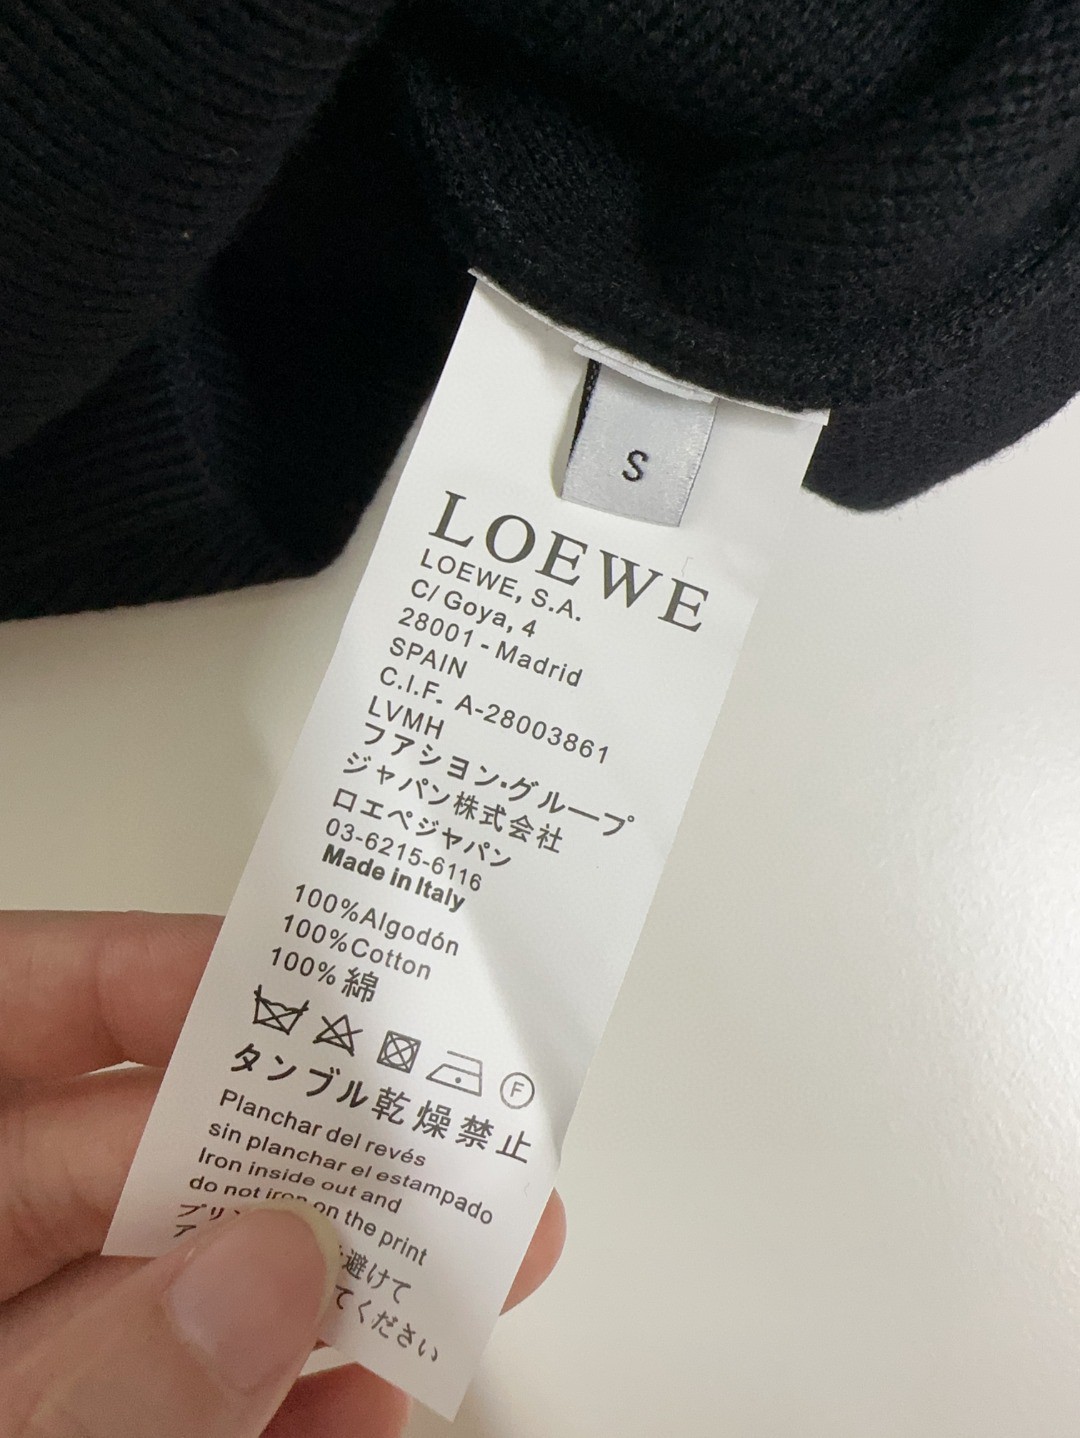 S
LOEWE
LOEWE, S.A.
C/ Goya, 4
28001 - Madrid
SPAIN
C.I.F. A-28003861
LVMH
フアシヨン·グループ
ジャパン株式会社
ロエペジャパン
03-6215-6116
Made in Italy
100%Algodón
100%Cotton
100%綿
F
タンブル乾燥禁止
Planchar del revés
sin planchar el estampado
Iron inside out and
do not iron on the print
避けて
てください